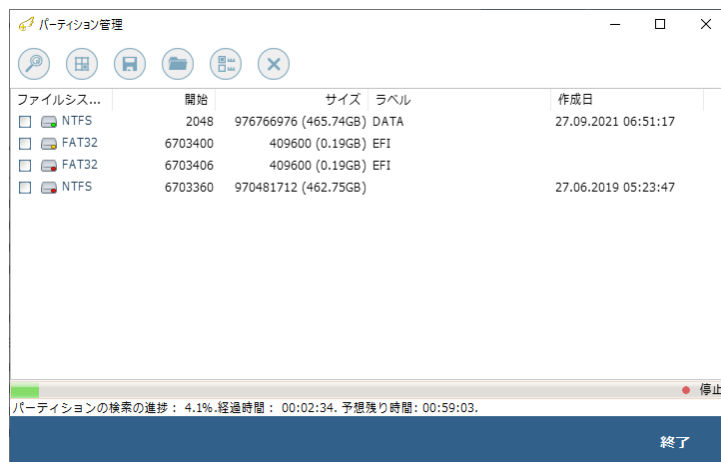 パーティション管理
ファイルシス... 開始 サイズ ラベル 作成日
NTFS 2048 976766976 (465.74GB) DATA 27.09.2021 06:51:17
FAT32 6703400 409600 (0.19GB) EFI
FAT32 6703406 409600 (0.19GB) EFI
NTFS 6703360 970481712 (462.75GB) 27.06.2019 05:23:47
停止
パーティションの検索の進捗： 4.1%.経過時間： 00:02:34. 予想残り時間: 00:59:03.
終了